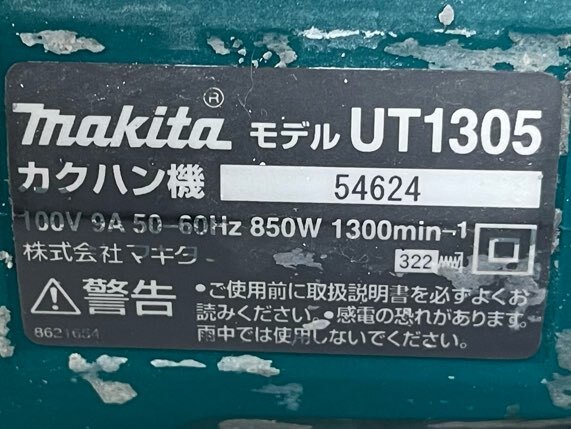 makita® モデル UT1305
カクハン機 54624
100V 9A 50-60Hz 850W 1300min-1
株式会社マキタ 322
警告 •ご使用前に取扱説明書を必ずよくお
読みください。•感電の恐れがあります。
8621654 雨中では使用しないでください。